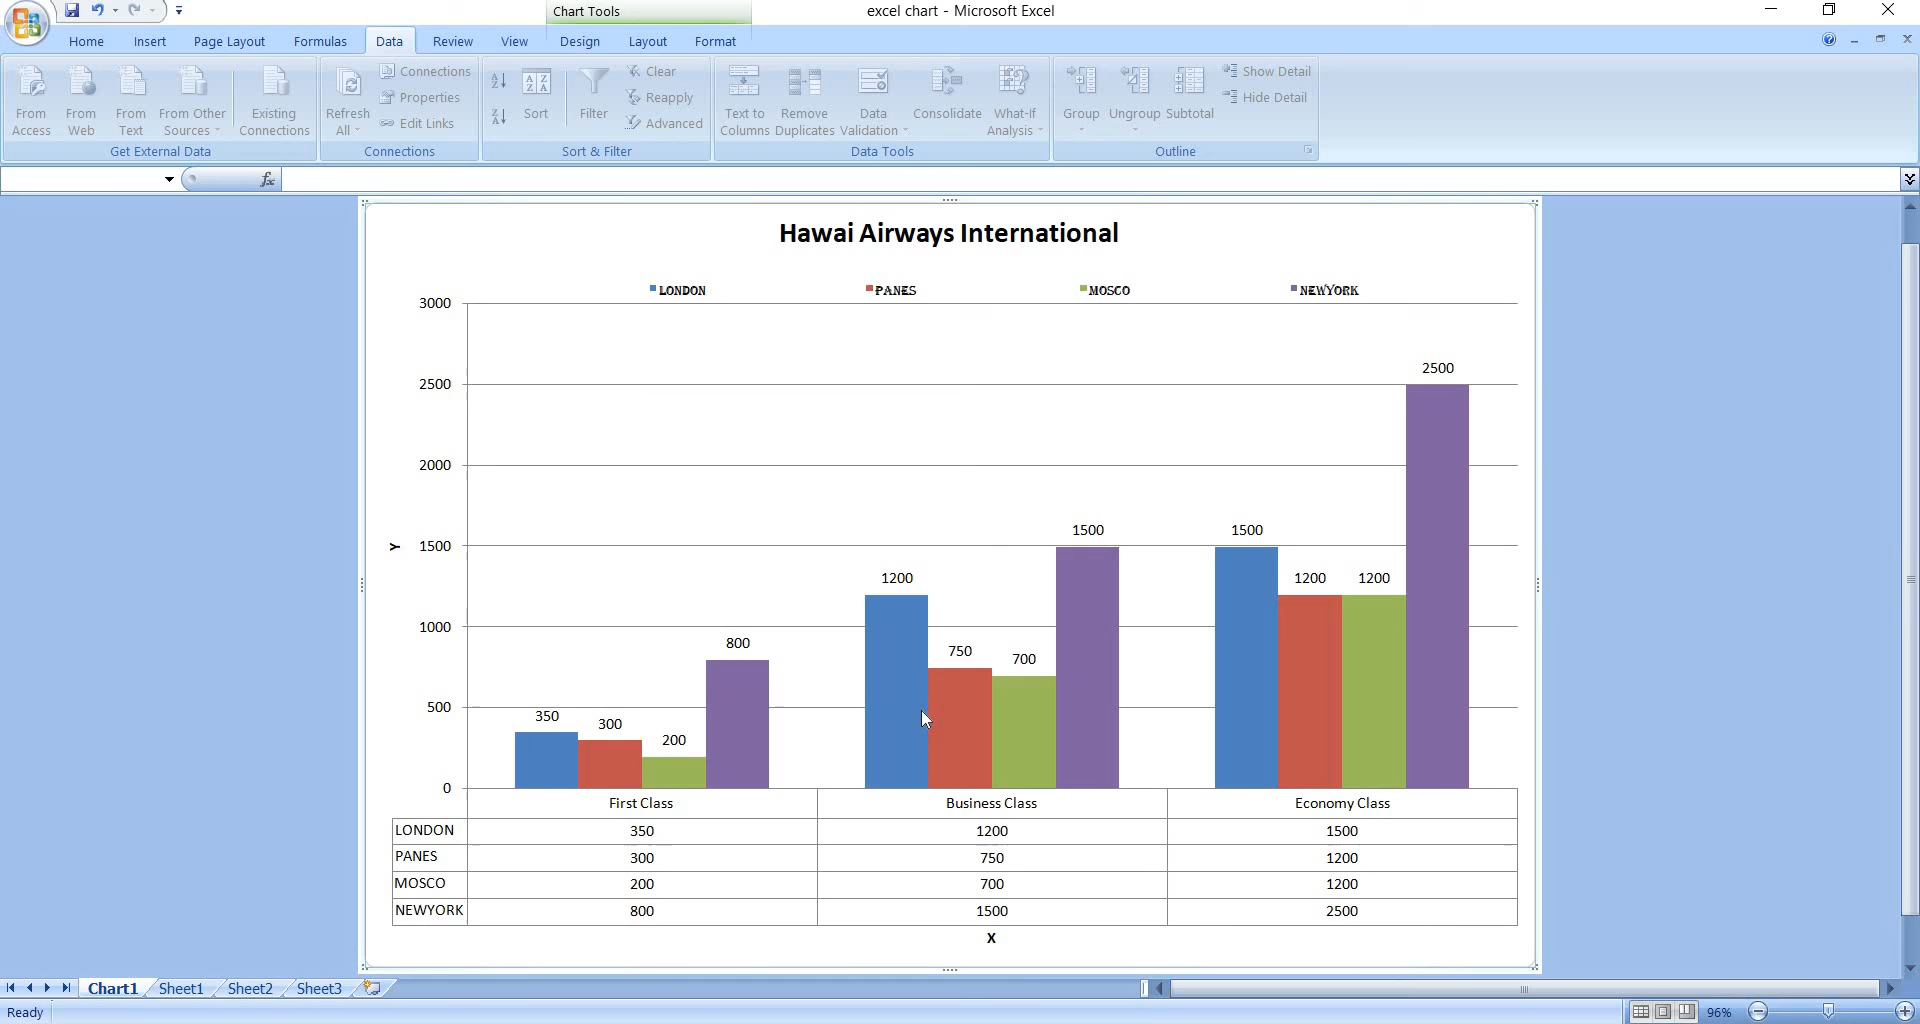 Chart Tools
excel chart - Microsoft Excel
Home Insert Page Layout Formulas Data Review View Design Layout Format
From Access
From Web
From Text
From Other Sources
Existing Connections
Get External Data
Refresh All
Connections
Properties
Edit Links
Connections
Sort
Filter
Clear
Reapply
Advanced
Sort & Filter
Text to Columns
Remove Duplicates
Data Validation
Consolidate
What-If Analysis
Data Tools
Group
Ungroup
Subtotal
Show Detail
Hide Detail
Outline
fx
Hawai Airways International
LONDON PANES MOSCO NEWYORK
3000
2500
2000
1500
1000
500
0
Y
350 300 200 800
1200 750 700 1500
1500 1200 1200 2500
First Class Business Class Economy Class
LONDON 350 1200 1500
PANES 300 750 1200
MOSCO 200 700 1200
NEWYORK 800 1500 2500
X
Chart1 Sheet1 Sheet2 Sheet3
Ready 96%